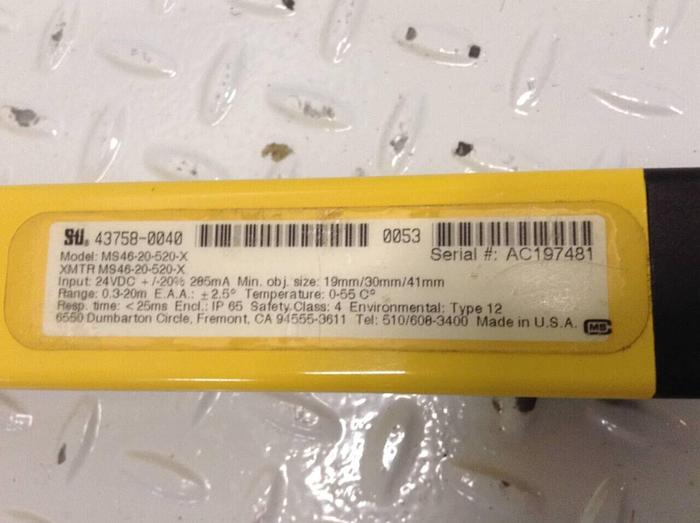 STI® 43758-0040 0053
Model: MS46-20-520-X Serial #: AC197481
XMTR MS46-20-520-X
Input: 24VDC +/-20% 285mA Min. obj. size: 19mm/30mm/41mm
Range: 0.3-20m E.A.A.: ±2.5° Temperature: 0-55 C°
Resp. time: <25ms Encl.: IP 65 Safety Class: 4 Environmental: Type 12
6550 Dumbarton Circle, Fremont, CA 94555-3611 Tel: 510/608-3400 Made in U.S.A. MS